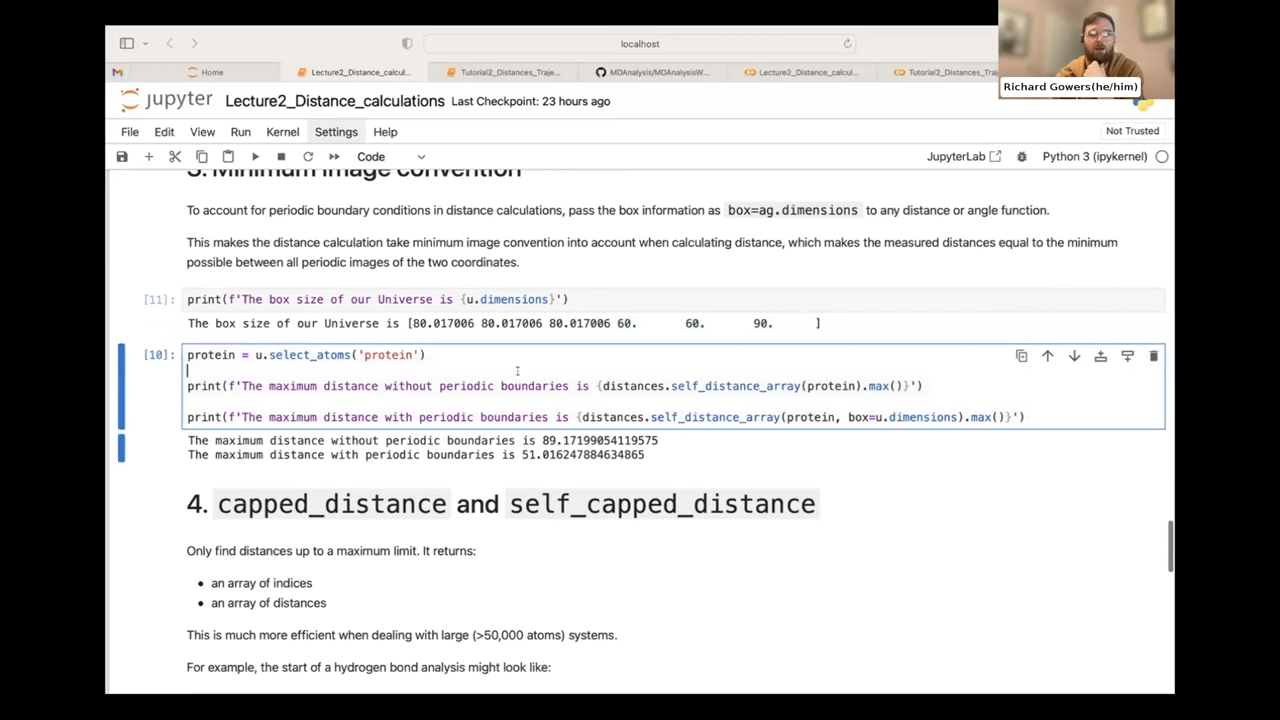 localhost
Home
Lecture2_Distance_calcul...
Tutorial2_Distances_Traje...
MDAnalysis/MDAnalysisW...
Lecture2_Distance_calcul...
Tutorial2_Distances_Traje
Richard Gowers(he/him)
jupyter Lecture2_Distance_calculations Last Checkpoint: 23 hours ago
File Edit View Run Kernel Settings Help Not Trusted
Code JupyterLab Python 3 (ipykernel)
3. Minimum image convention
To account for periodic boundary conditions in distance calculations, pass the box information as box=ag.dimensions to any distance or angle function.
This makes the distance calculation take minimum image convention into account when calculating distance, which makes the measured distances equal to the minimum
possible between all periodic images of the two coordinates.
[11]: print(f'The box size of our Universe is {u.dimensions}')
The box size of our Universe is [80.017006 80.017006 80.017006 60. 60. 90. ]
[10]: protein = u.select_atoms('protein')
print(f'The maximum distance without periodic boundaries is {distances.self_distance_array(protein).max()}')
print(f'The maximum distance with periodic boundaries is {distances.self_distance_array(protein, box=u.dimensions).max()}')
The maximum distance without periodic boundaries is 89.17199054119575
The maximum distance with periodic boundaries is 51.016247884634865
4. capped_distance and self_capped_distance
Only find distances up to a maximum limit. It returns:
• an array of indices
• an array of distances
This is much more efficient when dealing with large (>50,000 atoms) systems.
For example, the start of a hydrogen bond analysis might look like: